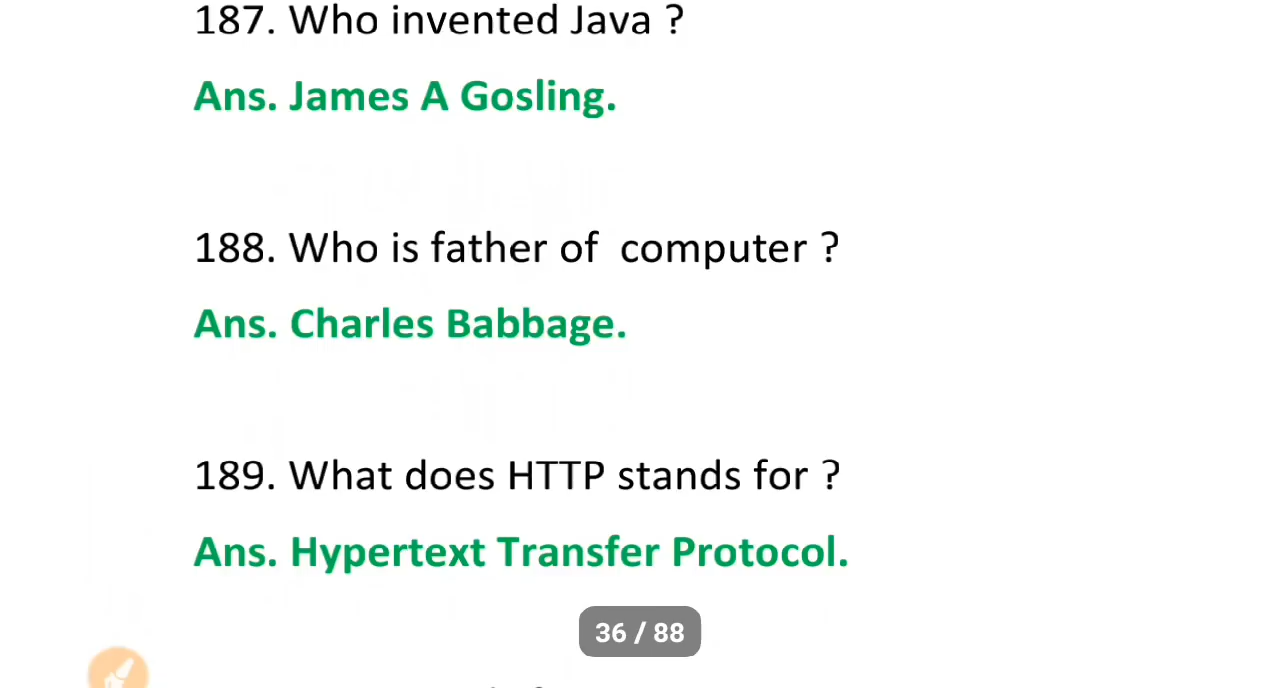 187. Who invented Java ?
Ans. James A Gosling.
188. Who is father of  computer ?
Ans. Charles Babbage.
189. What does HTTP stands for ?
Ans. Hypertext Transfer Protocol.
36 / 88